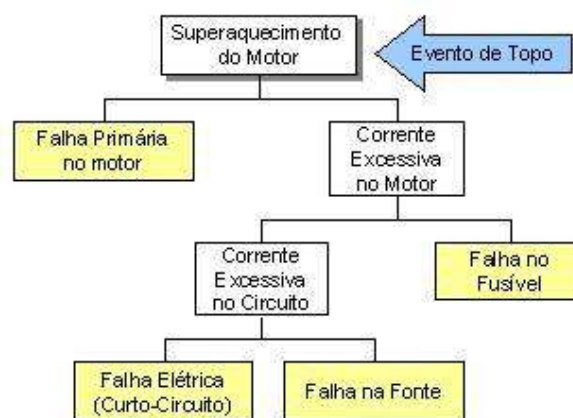 Superaquecimento
do Motor
Evento de Topo
Falha Primária
no motor
Corrente
Excessiva
no Motor
Corrente
Excessiva
no Circuito
Falha no
Fusível
Falha Elétrica
(Curto-Circuito)
Falha na Fonte